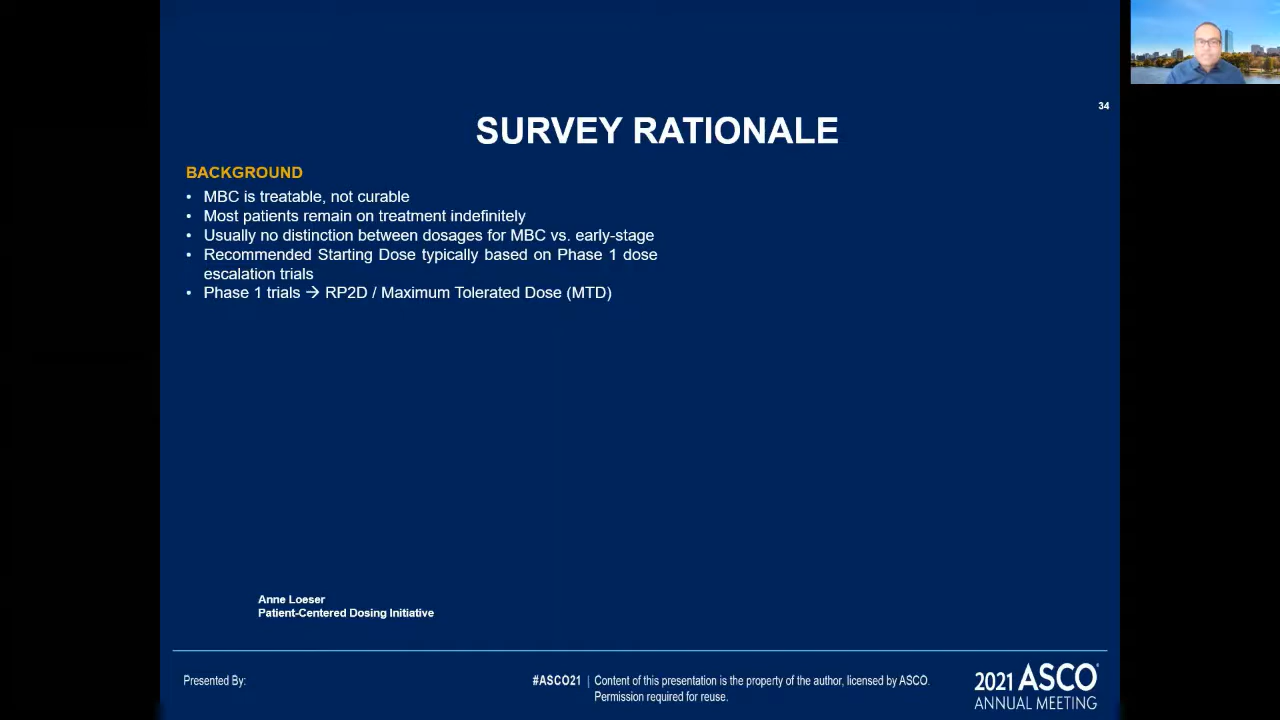 34
SURVEY RATIONALE
BACKGROUND
• MBC is treatable, not curable
• Most patients remain on treatment indefinitely
• Usually no distinction between dosages for MBC vs. early-stage
• Recommended Starting Dose typically based on Phase 1 dose
escalation trials
• Phase 1 trials → RP2D / Maximum Tolerated Dose (MTD)
Anne Loeser
Patient-Centered Dosing Initiative
Presented By:
#ASCO21 | Content of this presentation is the property of the author, licensed by ASCO.
Permission required for reuse.
2021 ASCO®
ANNUAL MEETING